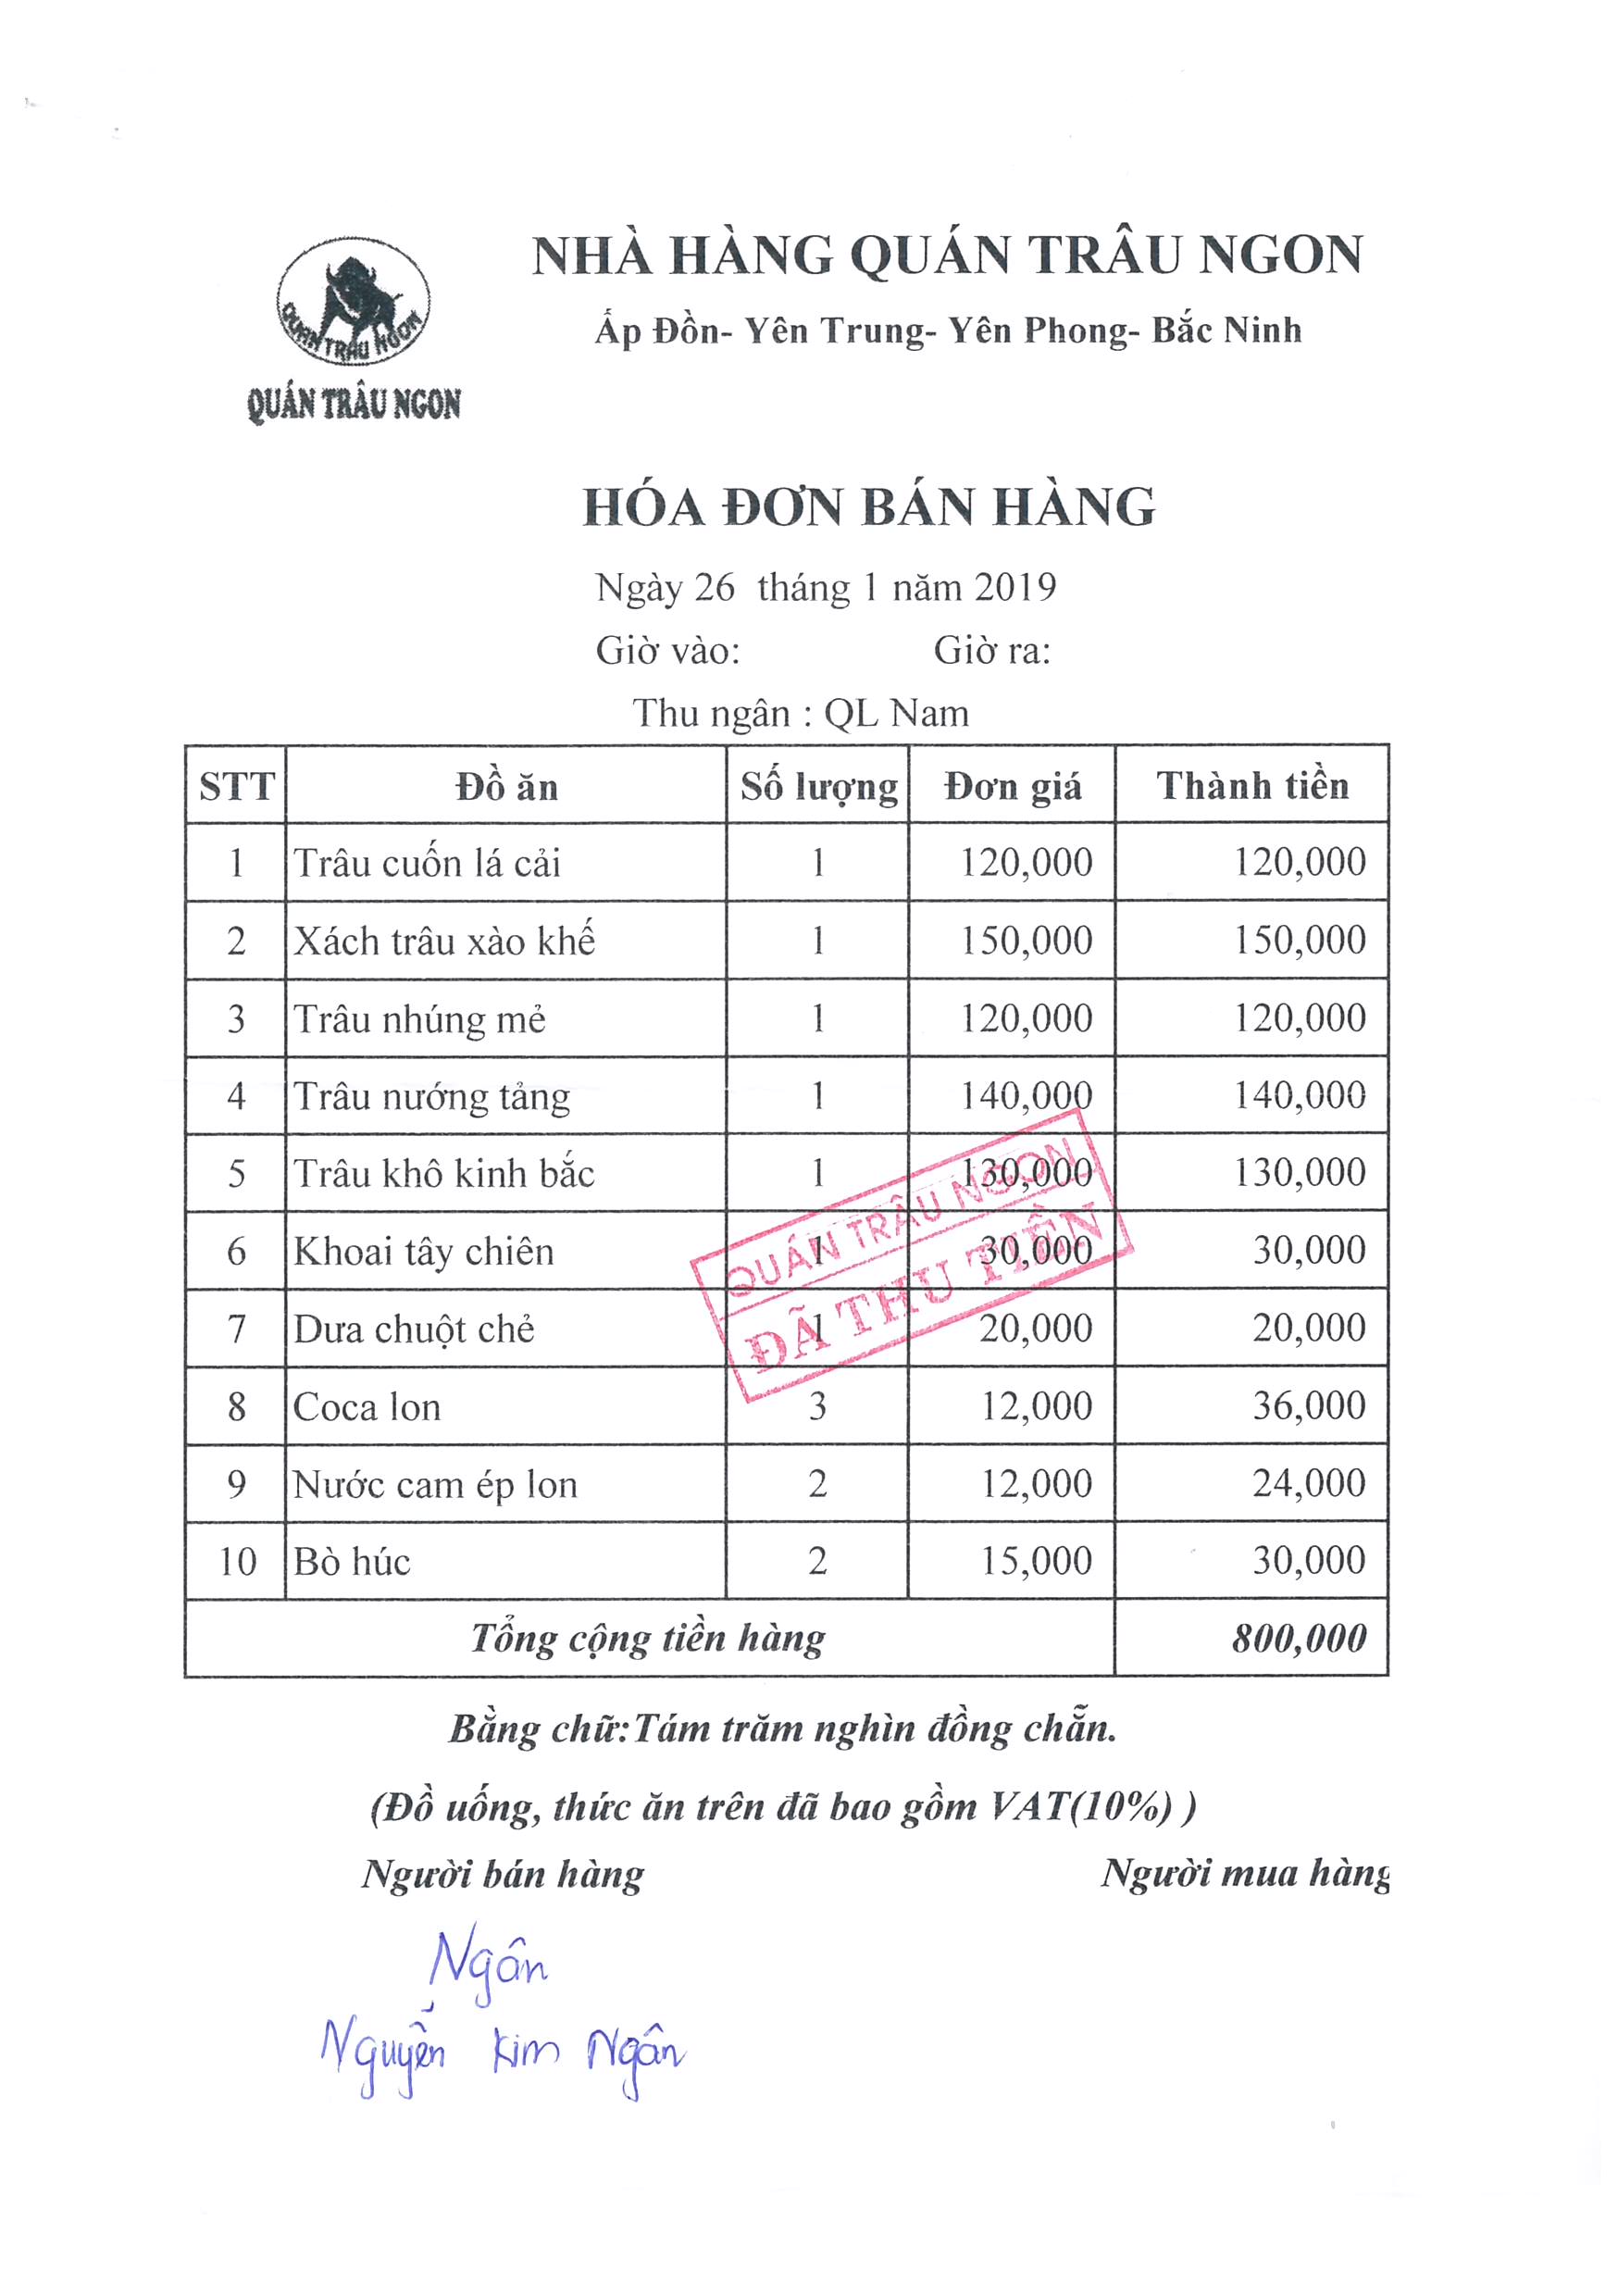 NHÀ HÀNG QUÁN TRÂU NGON
Ấp Đồn- Yên Trung- Yên Phong- Bắc Ninh
QUÁN TRÂU NGON
QUÁN TRÂU NGON
HÓA ĐƠN BÁN HÀNG
Ngày 26 tháng 1 năm 2019
Giờ vào: Giờ ra:
Thu ngân : QL Nam
STT Đồ ăn Số lượng Đơn giá Thành tiền
1 Trâu cuốn lá cải 1 120,000 120,000
2 Xách trâu xào khế 1 150,000 150,000
3 Trâu nhúng mẻ 1 120,000 120,000
4 Trâu nướng tảng 1 140,000 140,000
5 Trâu khô kinh bắc 1 130,000 130,000
6 Khoai tây chiên 1 30,000 30,000
7 Dưa chuột chẻ 1 20,000 20,000
8 Coca lon 3 12,000 36,000
9 Nước cam ép lon 2 12,000 24,000
10 Bò húc 2 15,000 30,000
QUÁN TRÂU NGON
ĐÃ THU TIỀN
Tổng cộng tiền hàng 800,000
Bằng chữ:Tám trăm nghìn đồng chẵn.
(Đồ uống, thức ăn trên đã bao gồm VAT(10%) )
Người bán hàng Người mua hàng
Ngân
Nguyễn Kim Ngân